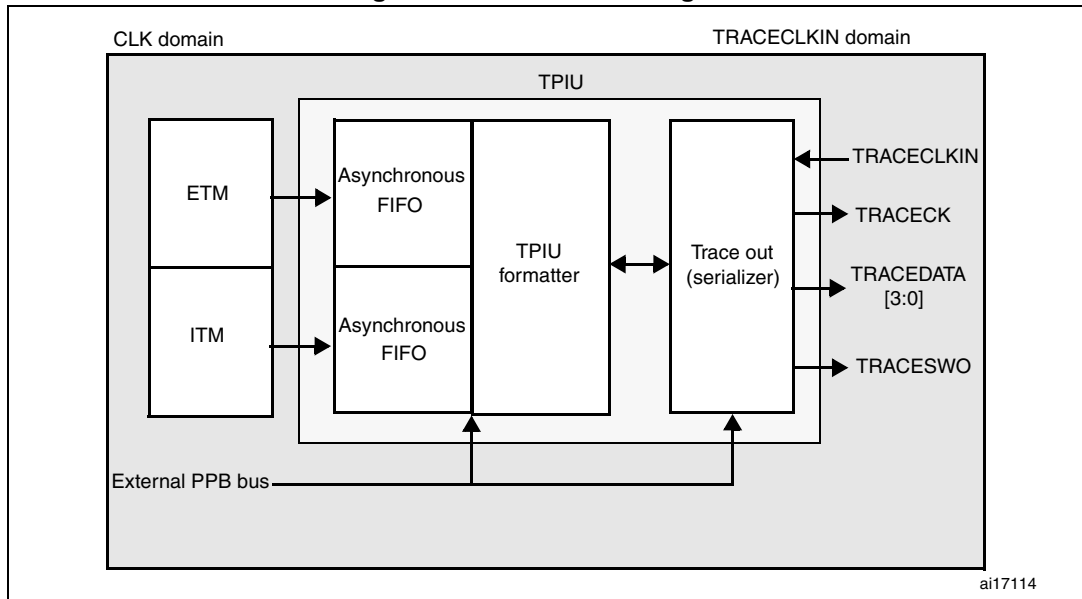 CLK domain
TRACECLKIN domain
TPIU
ETM
ITM
Asynchronous
FIFO
Asynchronous
FIFO
TPIU
formatter
Trace out
(serializer)
TRACECLKIN
TRACECK
TRACEDATA
[3:0]
TRACESWO
External PPB bus
ai17114